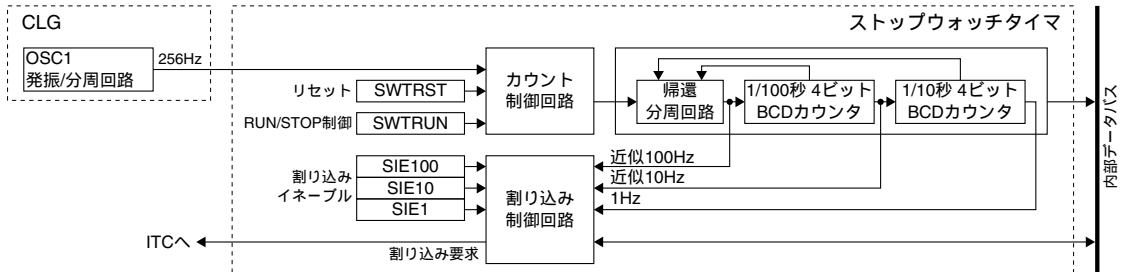 CLG
ストップウォッチタイマ
OSC1
発振/分周回路
256Hz
リセット
SWTRST
RUN/STOP制御
SWTRUN
カウント
制御回路
帰還
分周回路
1/100秒 4ビット
BCDカウンタ
1/10秒 4ビット
BCDカウンタ
内部データバス
割り込み
イネーブル
SIE100
SIE10
SIE1
割り込み
制御回路
近似100Hz
近似10Hz
1Hz
ITCへ
割り込み要求